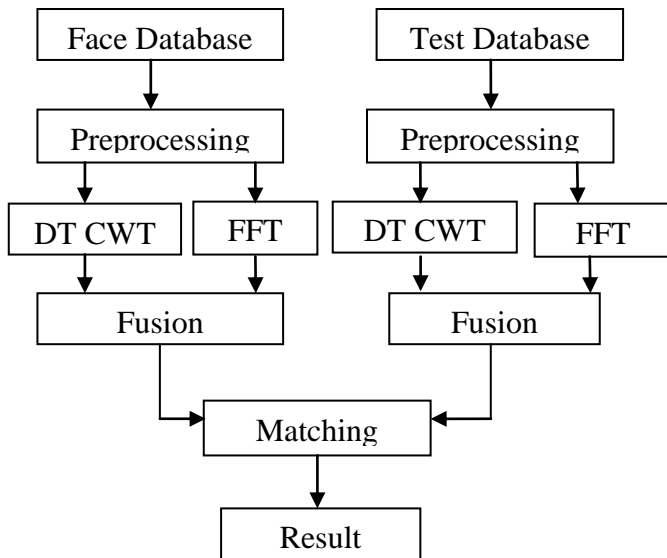 Face Database
Test Database
Preprocessing
Preprocessing
DT CWT
FFT
DT CWT
FFT
Fusion
Fusion
Matching
Result